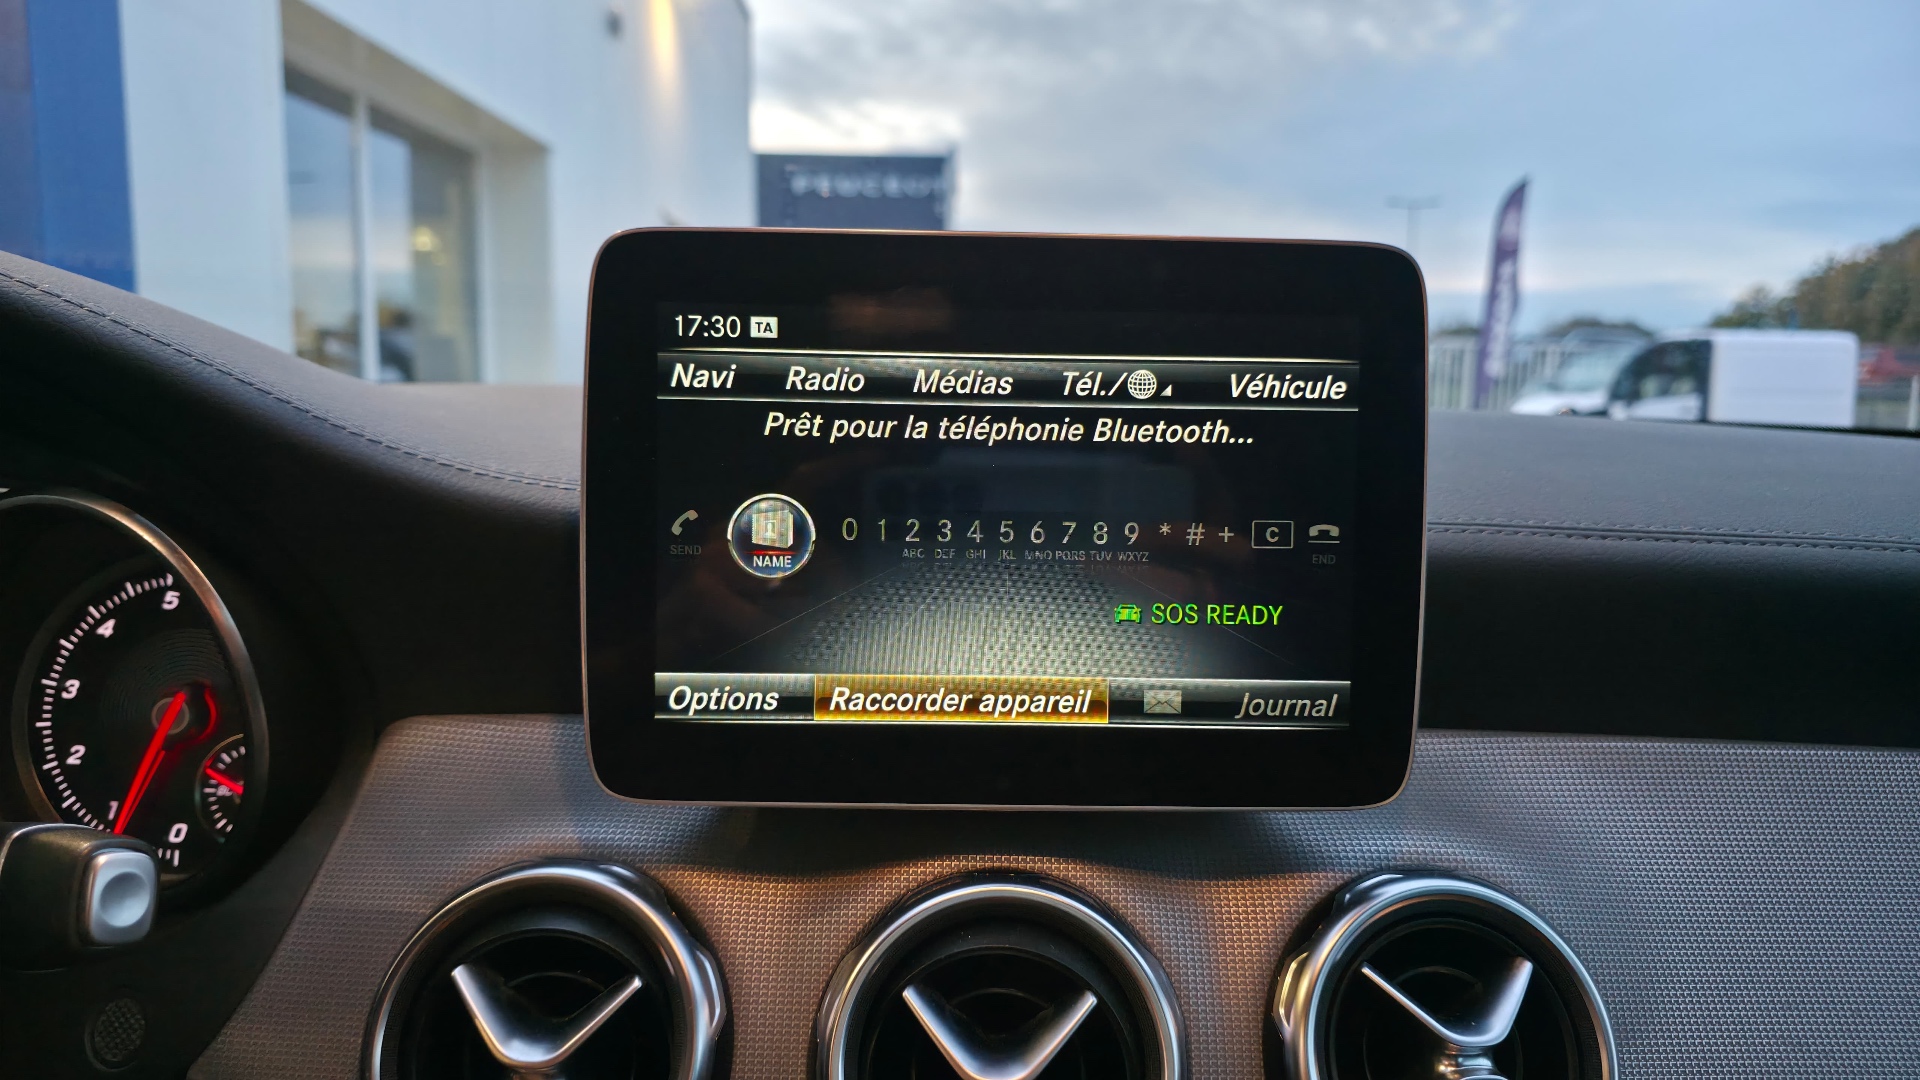 PEUGEOT
17:30 TA
Navi Radio Médias Tél./ Véhicule
Prêt pour la téléphonie Bluetooth...
SEND NAME 0 1 2 3 4 5 6 7 8 9 * # + C END
ABC DEF GHI JKL MNO PQRS TUV WXYZ
SOS READY
Options Raccorder appareil Journal
5
4
3
2
1
0